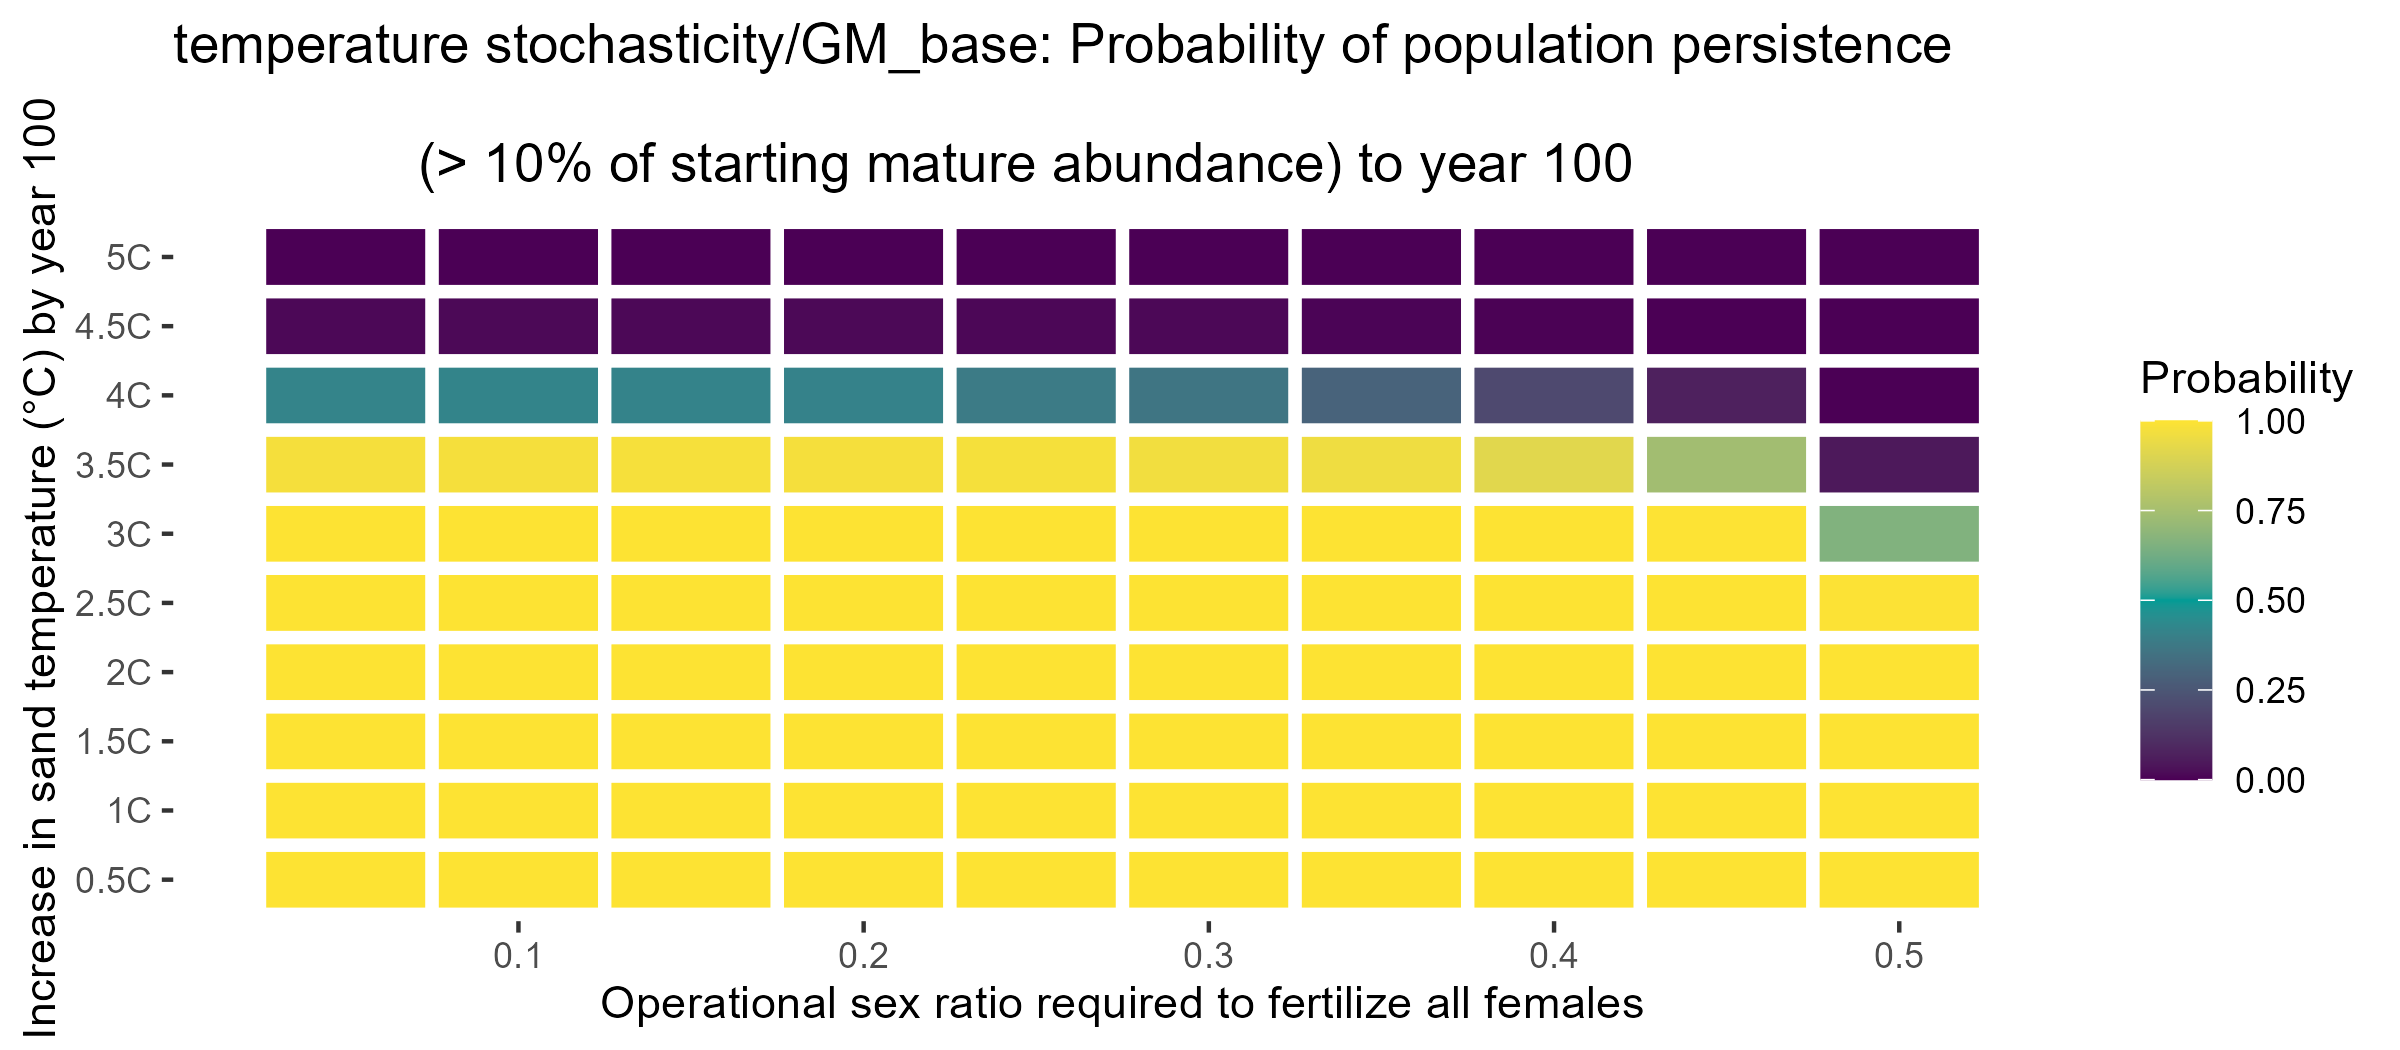 temperature stochasticity/GM_base: Probability of population persistence
(> 10% of starting mature abundance) to year 100
Increase in sand temperature (°C) by year 100
5C
4.5C
4C
3.5C
3C
2.5C
2C
1.5C
1C
0.5C
0.1
0.2
0.3
0.4
0.5
Operational sex ratio required to fertilize all females
Probability
1.00
0.75
0.50
0.25
0.00